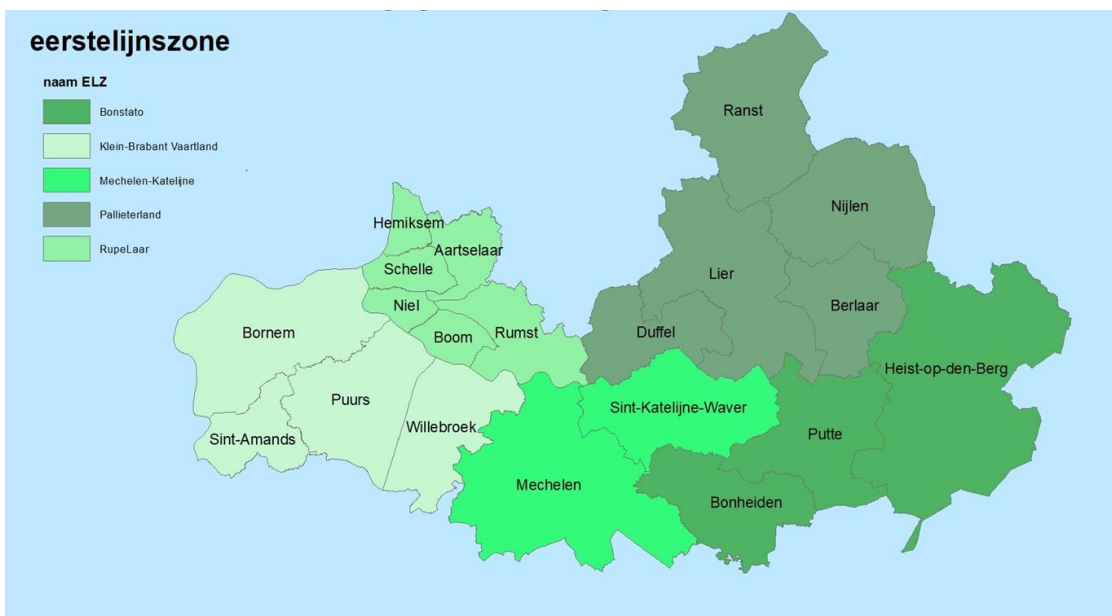 eerstelijnszone
naam ELZ
Bonstato
Klein-Brabant Vaartland
Mechelen-Katelijne
Pallieterland
RupeLaar
Ranst
Nijlen
Hemiksem
Aartselaar
Schelle
Lier
Niel
Berlaar
Bornem
Boom
Rumst
Duffel
Heist-op-den-Berg
Puurs
Sint-Katelijne-Waver
Willebroek
Putte
Sint-Amands
Mechelen
Bonheiden